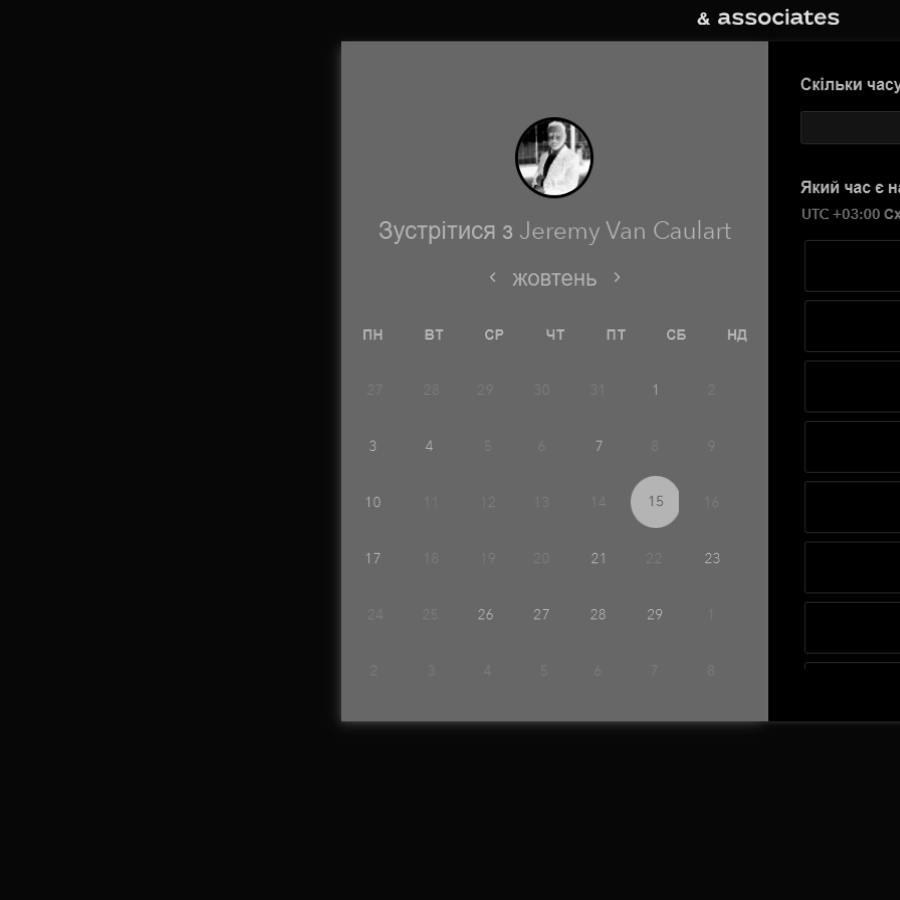 & associates
Зустрітися з Jeremy Van Caulart
жовтень
ПН ВТ СР ЧТ ПТ СБ НД
27 28 29 30 31 1 2
3 4 5 6 7 8 9
10 11 12 13 14 15 16
17 18 19 20 21 22 23
24 25 26 27 28 29 1
2 3 4 5 6 7 8
Скільки часу
Який час є
UTC +03:00